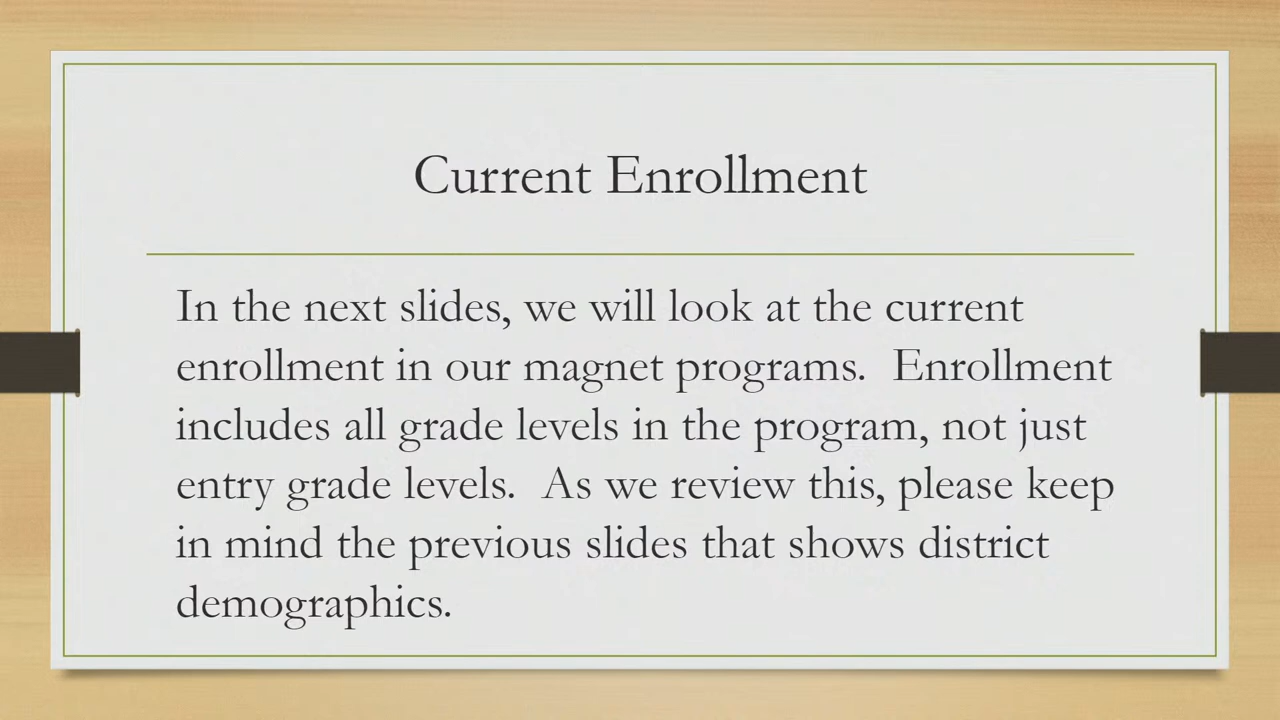 Current Enrollment
In the next slides, we will look at the current
enrollment in our magnet programs.  Enrollment
includes all grade levels in the program, not just
entry grade levels.  As we review this, please keep
in mind the previous slides that shows district
demographics.